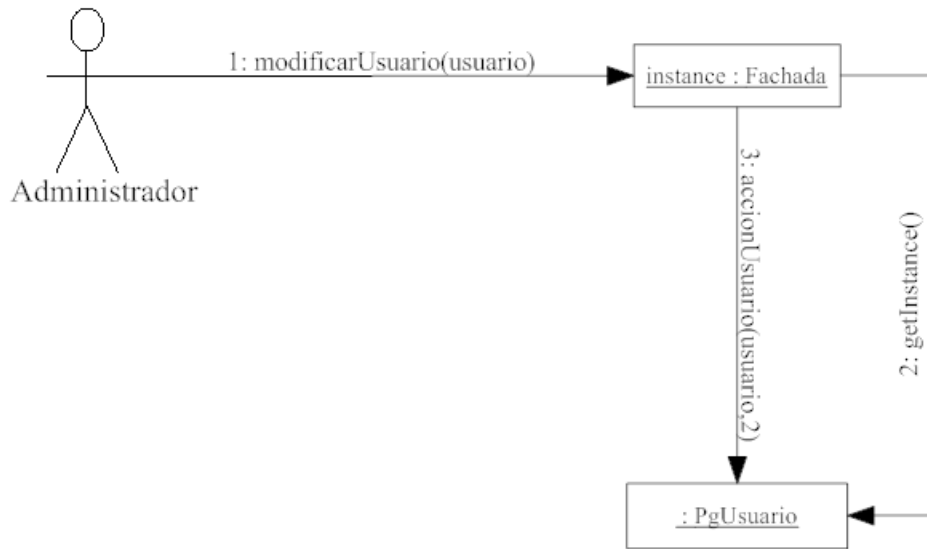 1: modificarUsuario(usuario)
instance : Fachada
Administrador
3: accionUsuario(usuario,2)
2: getInstance()
: PgUsuario